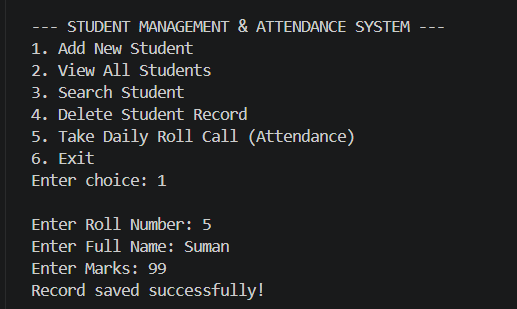 --- STUDENT MANAGEMENT & ATTENDANCE SYSTEM ---
1. Add New Student
2. View All Students
3. Search Student
4. Delete Student Record
5. Take Daily Roll Call (Attendance)
6. Exit
Enter choice: 1
Enter Roll Number: 5
Enter Full Name: Suman
Enter Marks: 99
Record saved successfully!